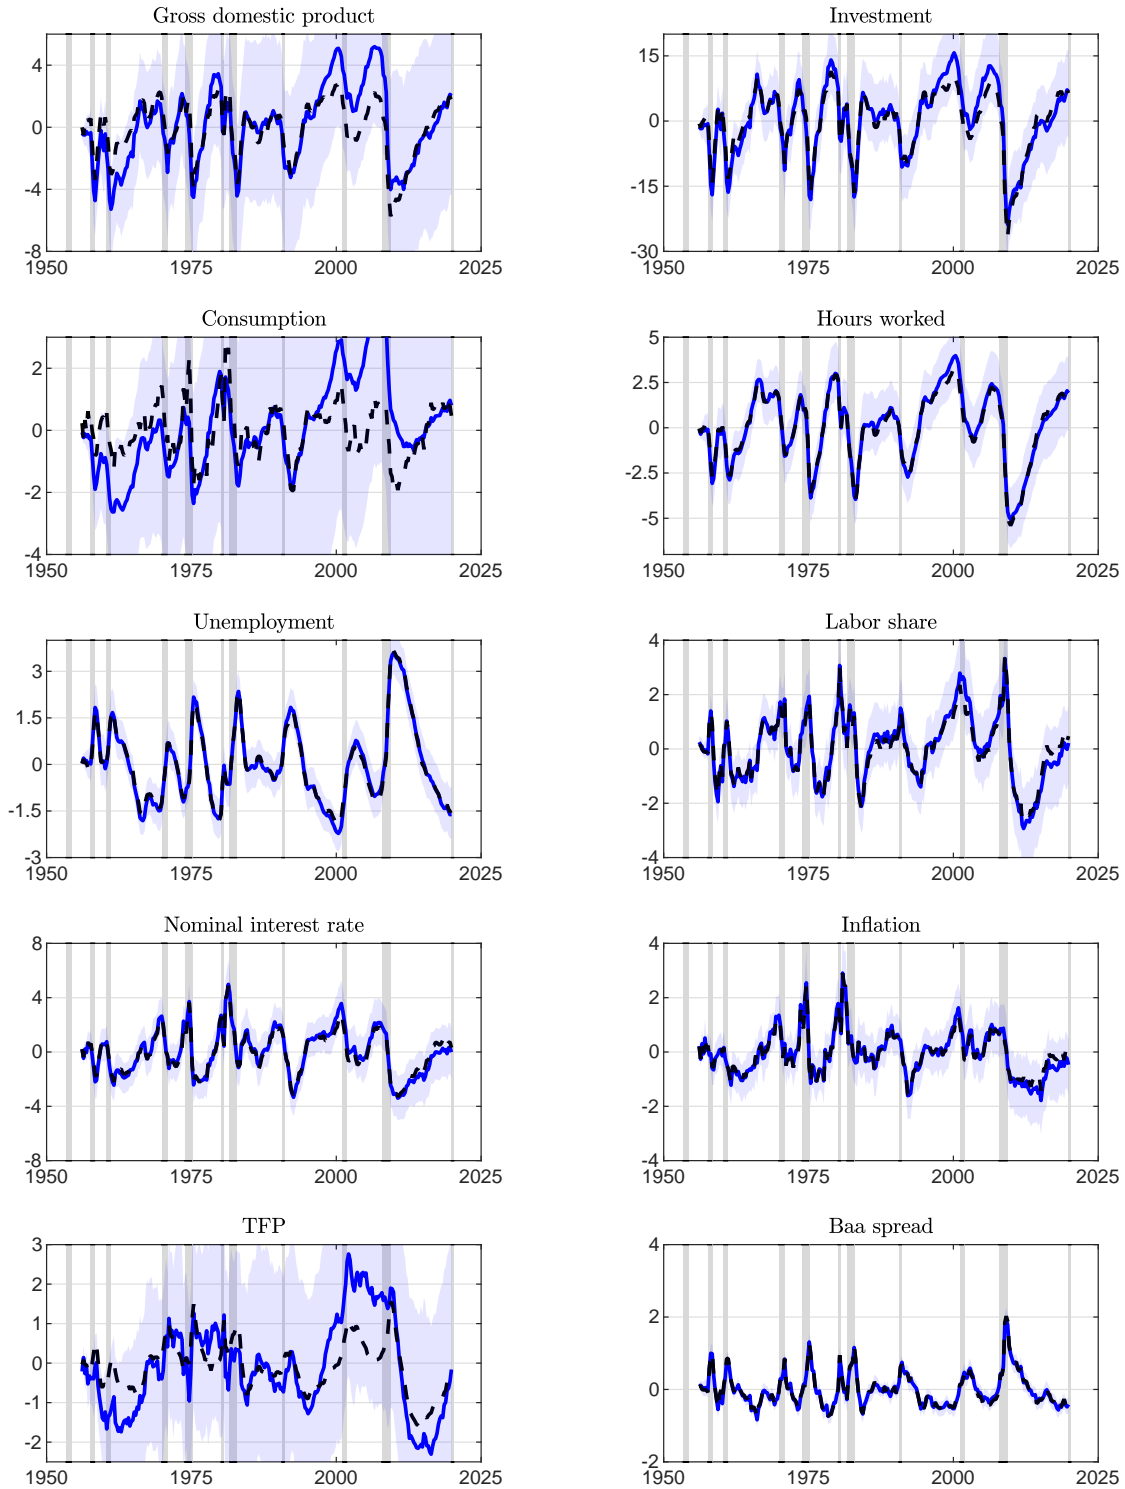 Gross domestic product
4
0
-4
-8
1950 1975 2000 2025
Investment
15
0
-15
-30
1950 1975 2000 2025
Consumption
2
0
-2
-4
1950 1975 2000 2025
Hours worked
5
2.5
0
-2.5
-5
1950 1975 2000 2025
Unemployment
3
1.5
0
-1.5
-3
1950 1975 2000 2025
Labor share
4
2
0
-2
-4
1950 1975 2000 2025
Nominal interest rate
8
4
0
-4
-8
1950 1975 2000 2025
Inflation
4
2
0
-2
-4
1950 1975 2000 2025
TFP
3
2
1
0
-1
-2
1950 1975 2000 2025
Baa spread
4
2
0
-2
1950 1975 2000 2025